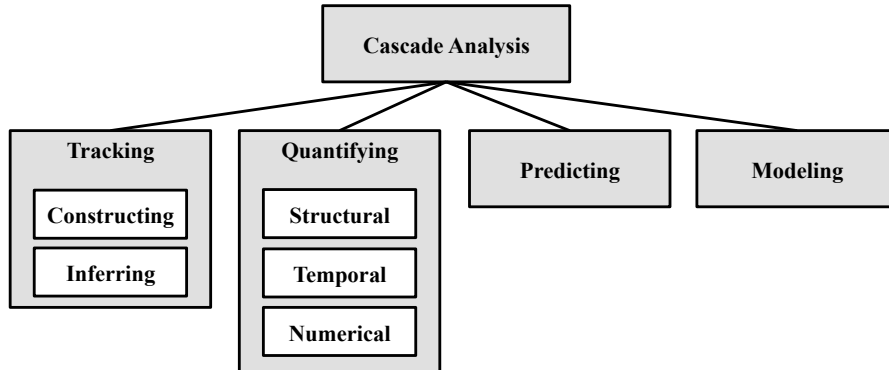 Cascade Analysis
Tracking
Constructing
Inferring
Quantifying
Structural
Temporal
Numerical
Predicting
Modeling